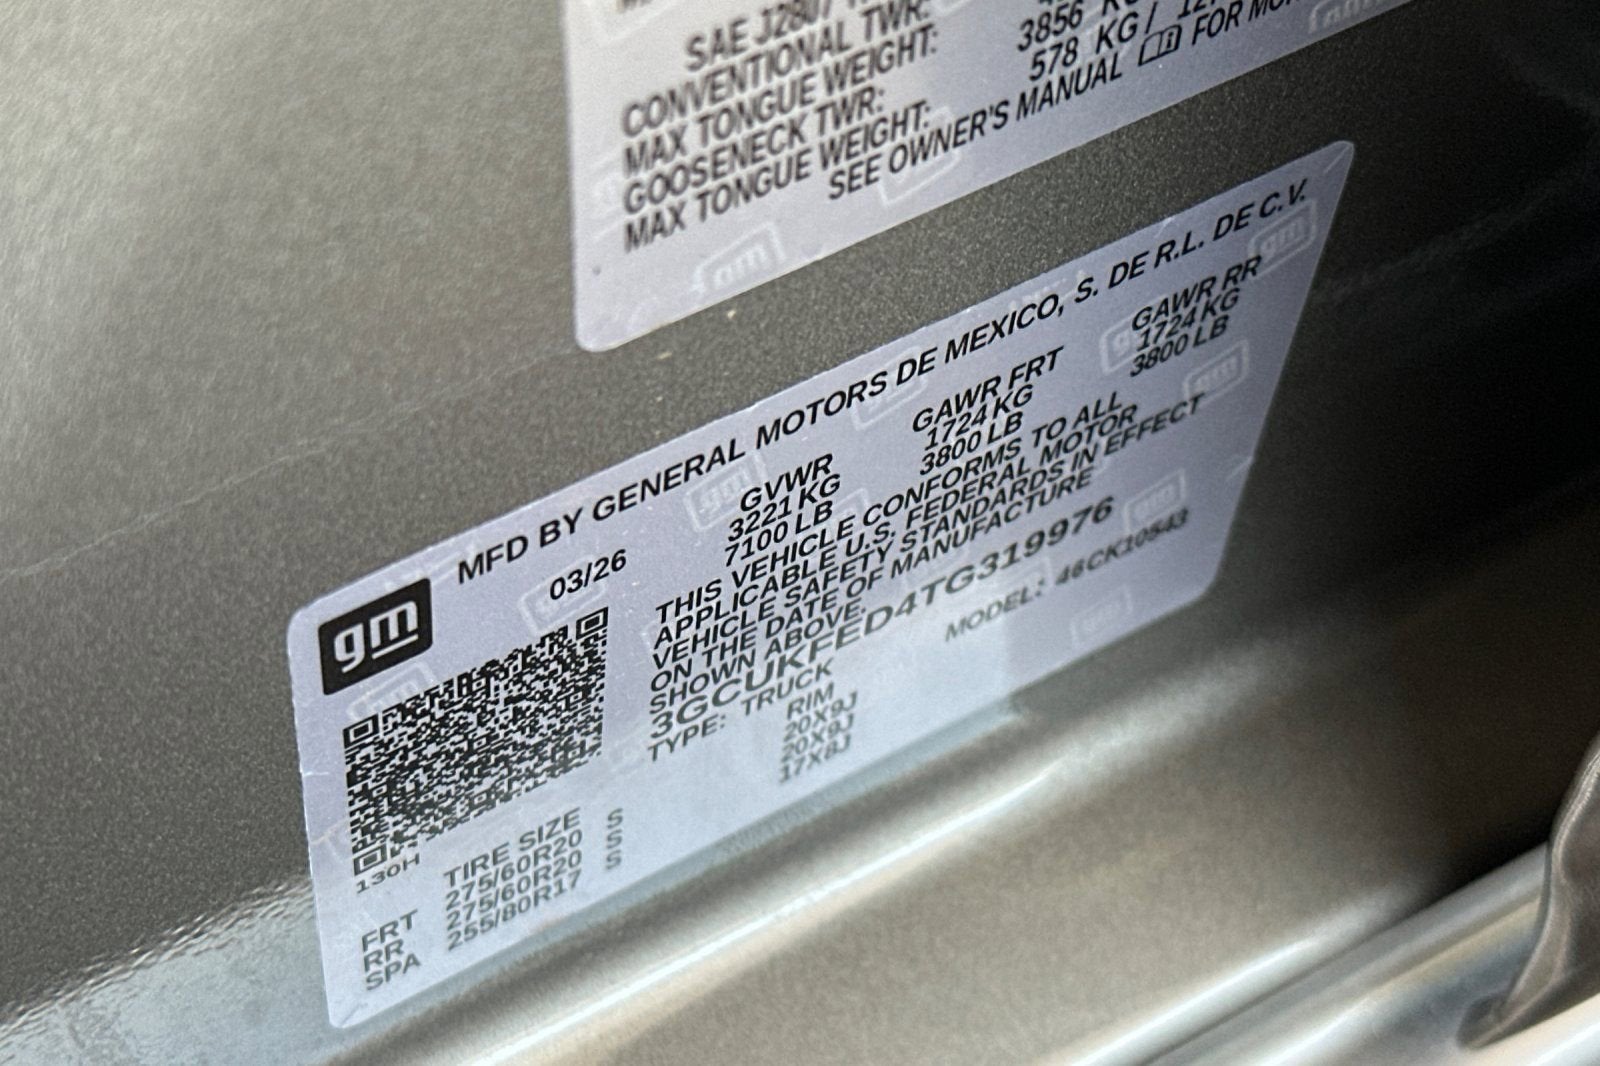 SAE J2807
CONVENTIONAL TWR:
MAX TONGUE WEIGHT: 3856
GOOSENECK TWR: 578 KG/
MAX TONGUE WEIGHT:
SEE OWNER'S MANUAL FOR
gm
MFD BY GENERAL MOTORS DE MEXICO, S. DE R.L. DE C.V.
03/26
GVWR GAWR FRT GAWR RR
3221 KG 1724 KG 1724 KG
7100 LB 3800 LB 3800 LB
THIS VEHICLE CONFORMS TO ALL
APPLICABLE U.S. FEDERAL MOTOR
VEHICLE SAFETY STANDARDS IN EFFECT
ON THE DATE OF MANUFACTURE
SHOWN ABOVE.
3GCUKFED4TG319976
TYPE: TRUCK MODEL: 46CK10543
130H
TIRE SIZE RIM
FRT 275/60R20 S 20X9J
RR 275/60R20 S 20X9J
SPA 255/80R17 S 17X8J